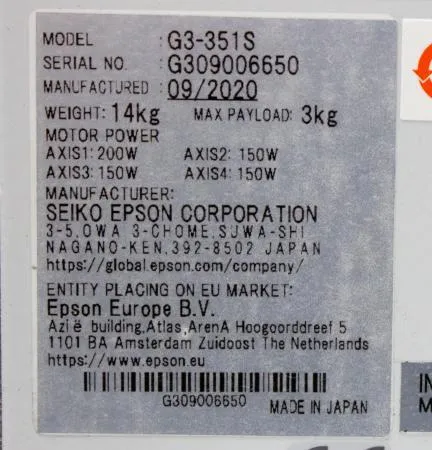 MODEL : G3-351S
SERIAL NO. : G309006650
MANUFACTURED : 09/2020
WEIGHT: 14kg MAX PAYLOAD: 3kg
MOTOR POWER
AXIS1: 200W AXIS2: 150W
AXIS3: 150W AXIS4: 150W
MANUFACTURER:
SEIKO EPSON CORPORATION
3-5,OWA 3-CHOME,SUWA-SHI
NAGANO-KEN,392-8502 JAPAN
https://global.epson.com/company/
ENTITY PLACING ON EU MARKET:
Epson Europe B.V.
Azië building,Atlas,ArenA Hoogoorddreef 5
1101 BA Amsterdam Zuidoost The Netherlands
https://www.epson.eu
G309006650 MADE IN JAPAN